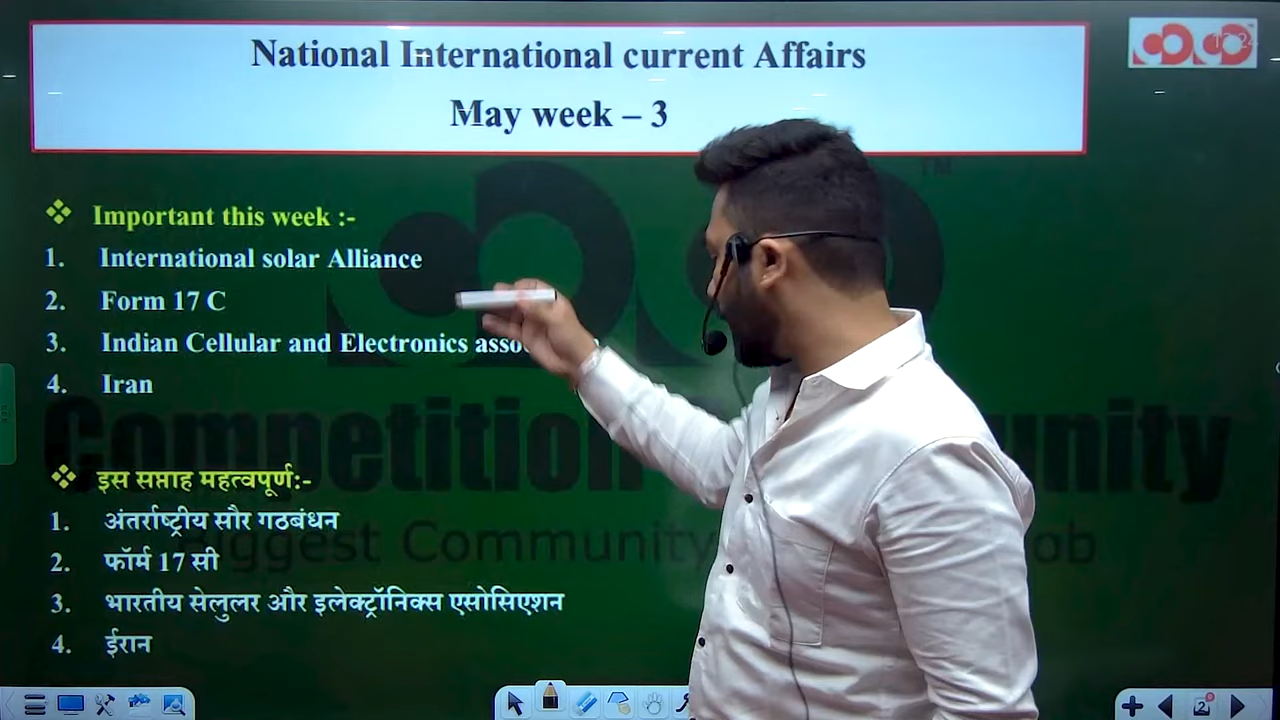 National International current Affairs
May week – 3
❖ Important this week :-
1. International solar Alliance
2. Form 17 C
3. Indian Cellular and Electronics
4. Iran
Competition
❖ इस सप्ताह महत्वपूर्ण:-
1. अंतर्राष्ट्रीय सौर गठबंधन
Biggest Community
2. फॉर्म 17 सी
3. भारतीय सेलुलर और इलेक्ट्रॉनिक्स एसोसिएशन
4. ईरान
2